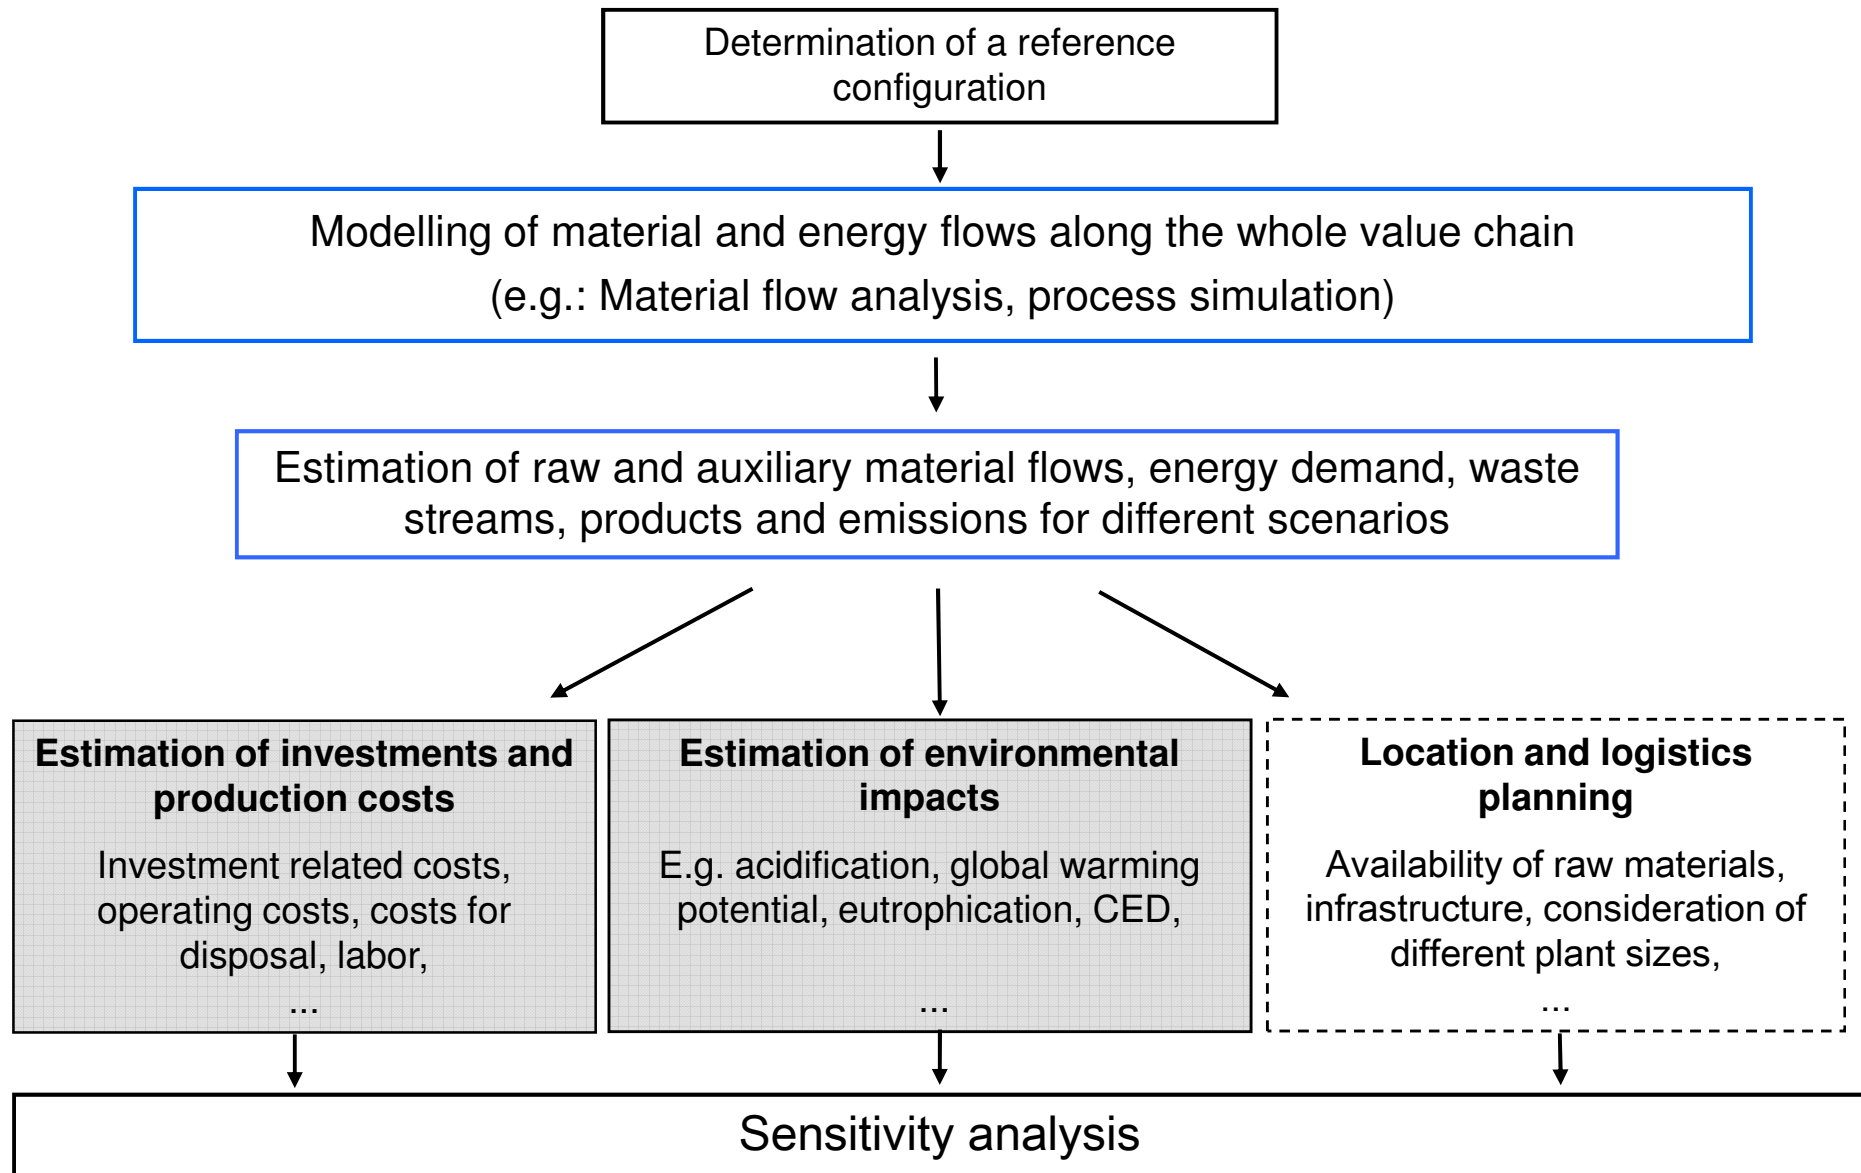 Determination of a reference
configuration
Modelling of material and energy flows along the whole value chain
(e.g.: Material flow analysis, process simulation)
Estimation of raw and auxiliary material flows, energy demand, waste
streams, products and emissions for different scenarios
Estimation of investments and
production costs
Investment related costs,
operating costs, costs for
disposal, labor,
...
Estimation of environmental
impacts
E.g. acidification, global warming
potential, eutrophication, CED,
...
Location and logistics
planning
Availability of raw materials,
infrastructure, consideration of
different plant sizes,
...
Sensitivity analysis